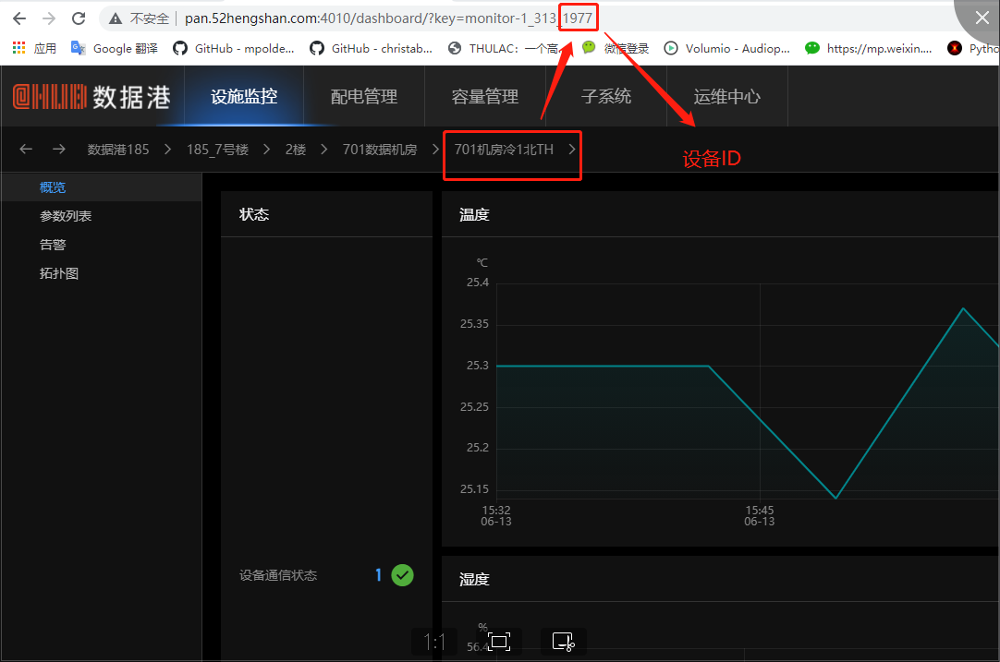 不安全 | pan.52hengshan.com:4010/dashboard/?key=monitor-1_313_1977
应用 Google 翻译 GitHub - mpolde... GitHub - christab... THULAC：一个高... 微信登录 Volumio - Audiop... https://mp.weixin.... Pytho
@HUB 数据港 设施监控 配电管理 容量管理 子系统 运维中心
数据港185 > 185_7号楼 > 2楼 > 701数据机房 > 701机房冷1北TH >
设备ID
概览
参数列表
告警
拓扑图
状态
设备通信状态 1
温度
℃
25.4
25.35
25.3
25.25
25.2
25.15
15:32 15:45
06-13 06-13
湿度
%
56.4
1:1